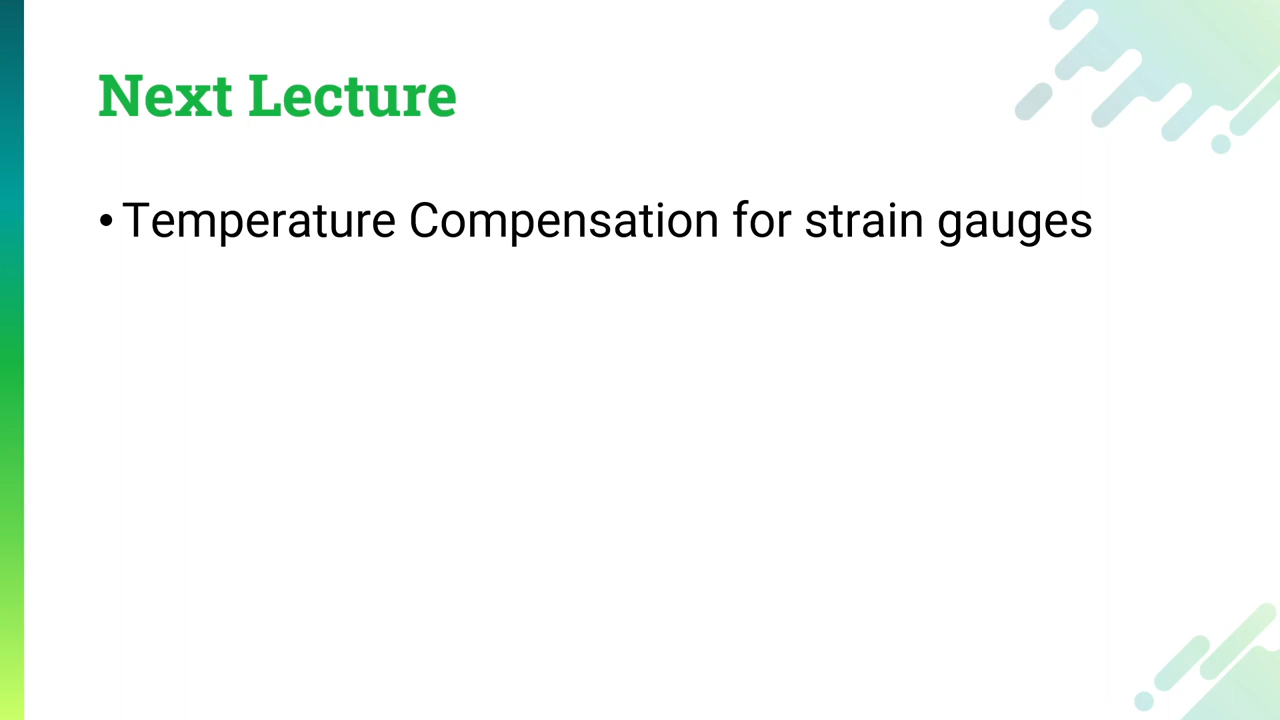 Next Lecture
• Temperature Compensation for strain gauges